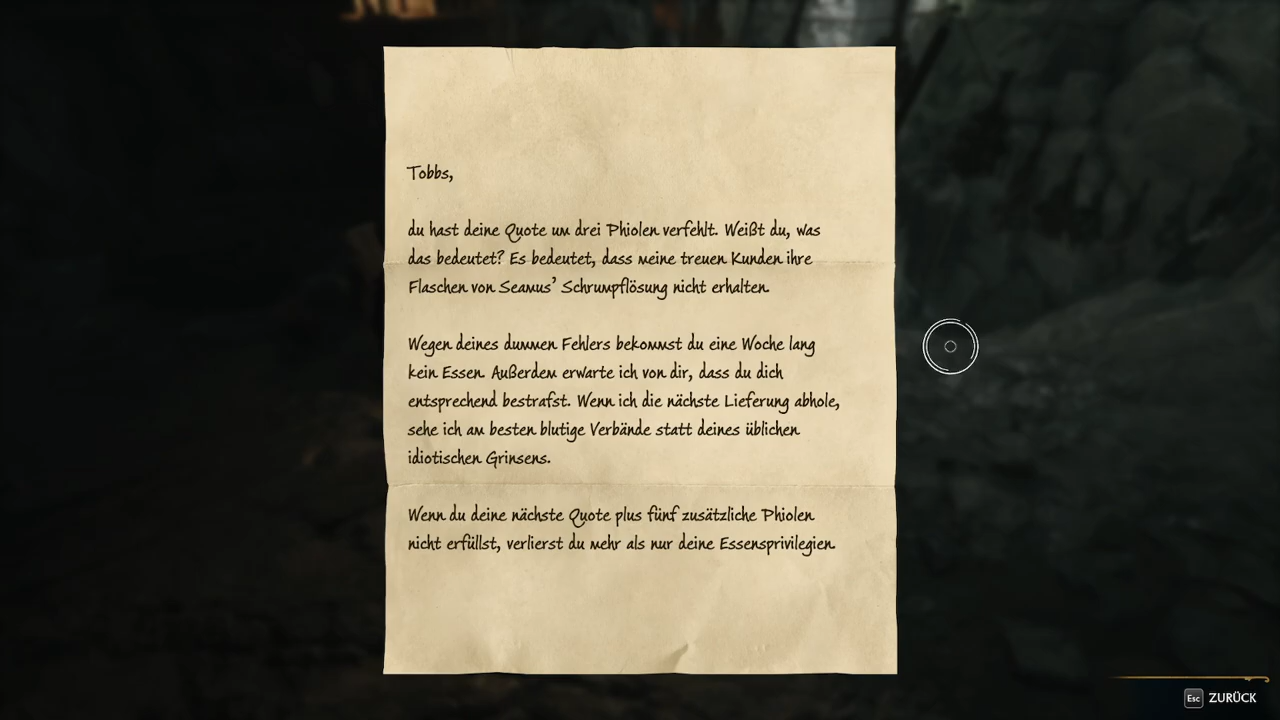 Tobbs,
du hast deine Quote um drei Phiolen verfehlt. Weißt du, was
das bedeutet? Es bedeutet, dass meine treuen Kunden ihre
Flaschen von Seamus’ Schrumpflösung nicht erhalten.
Wegen deines dummen Fehlers bekommst du eine Woche lang
kein Essen. Außerdem erwarte ich von dir, dass du dich
entsprechend bestrafst. Wenn ich die nächste Lieferung abhole,
sehe ich am besten blutige Verbände statt deines üblichen
idiotischen Grinsens.
Wenn du deine nächste Quote plus fünf zusätzliche Phiolen
nicht erfüllst, verlierst du mehr als nur deine Essensprivilegien.
Esc ZURÜCK